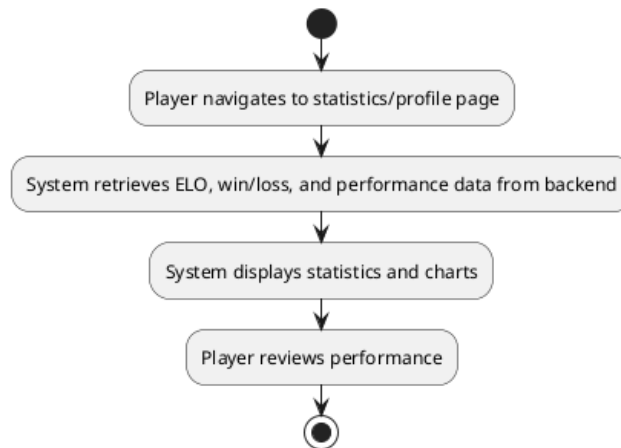 Player navigates to statistics/profile page
System retrieves ELO, win/loss, and performance data from backend
System displays statistics and charts
Player reviews performance